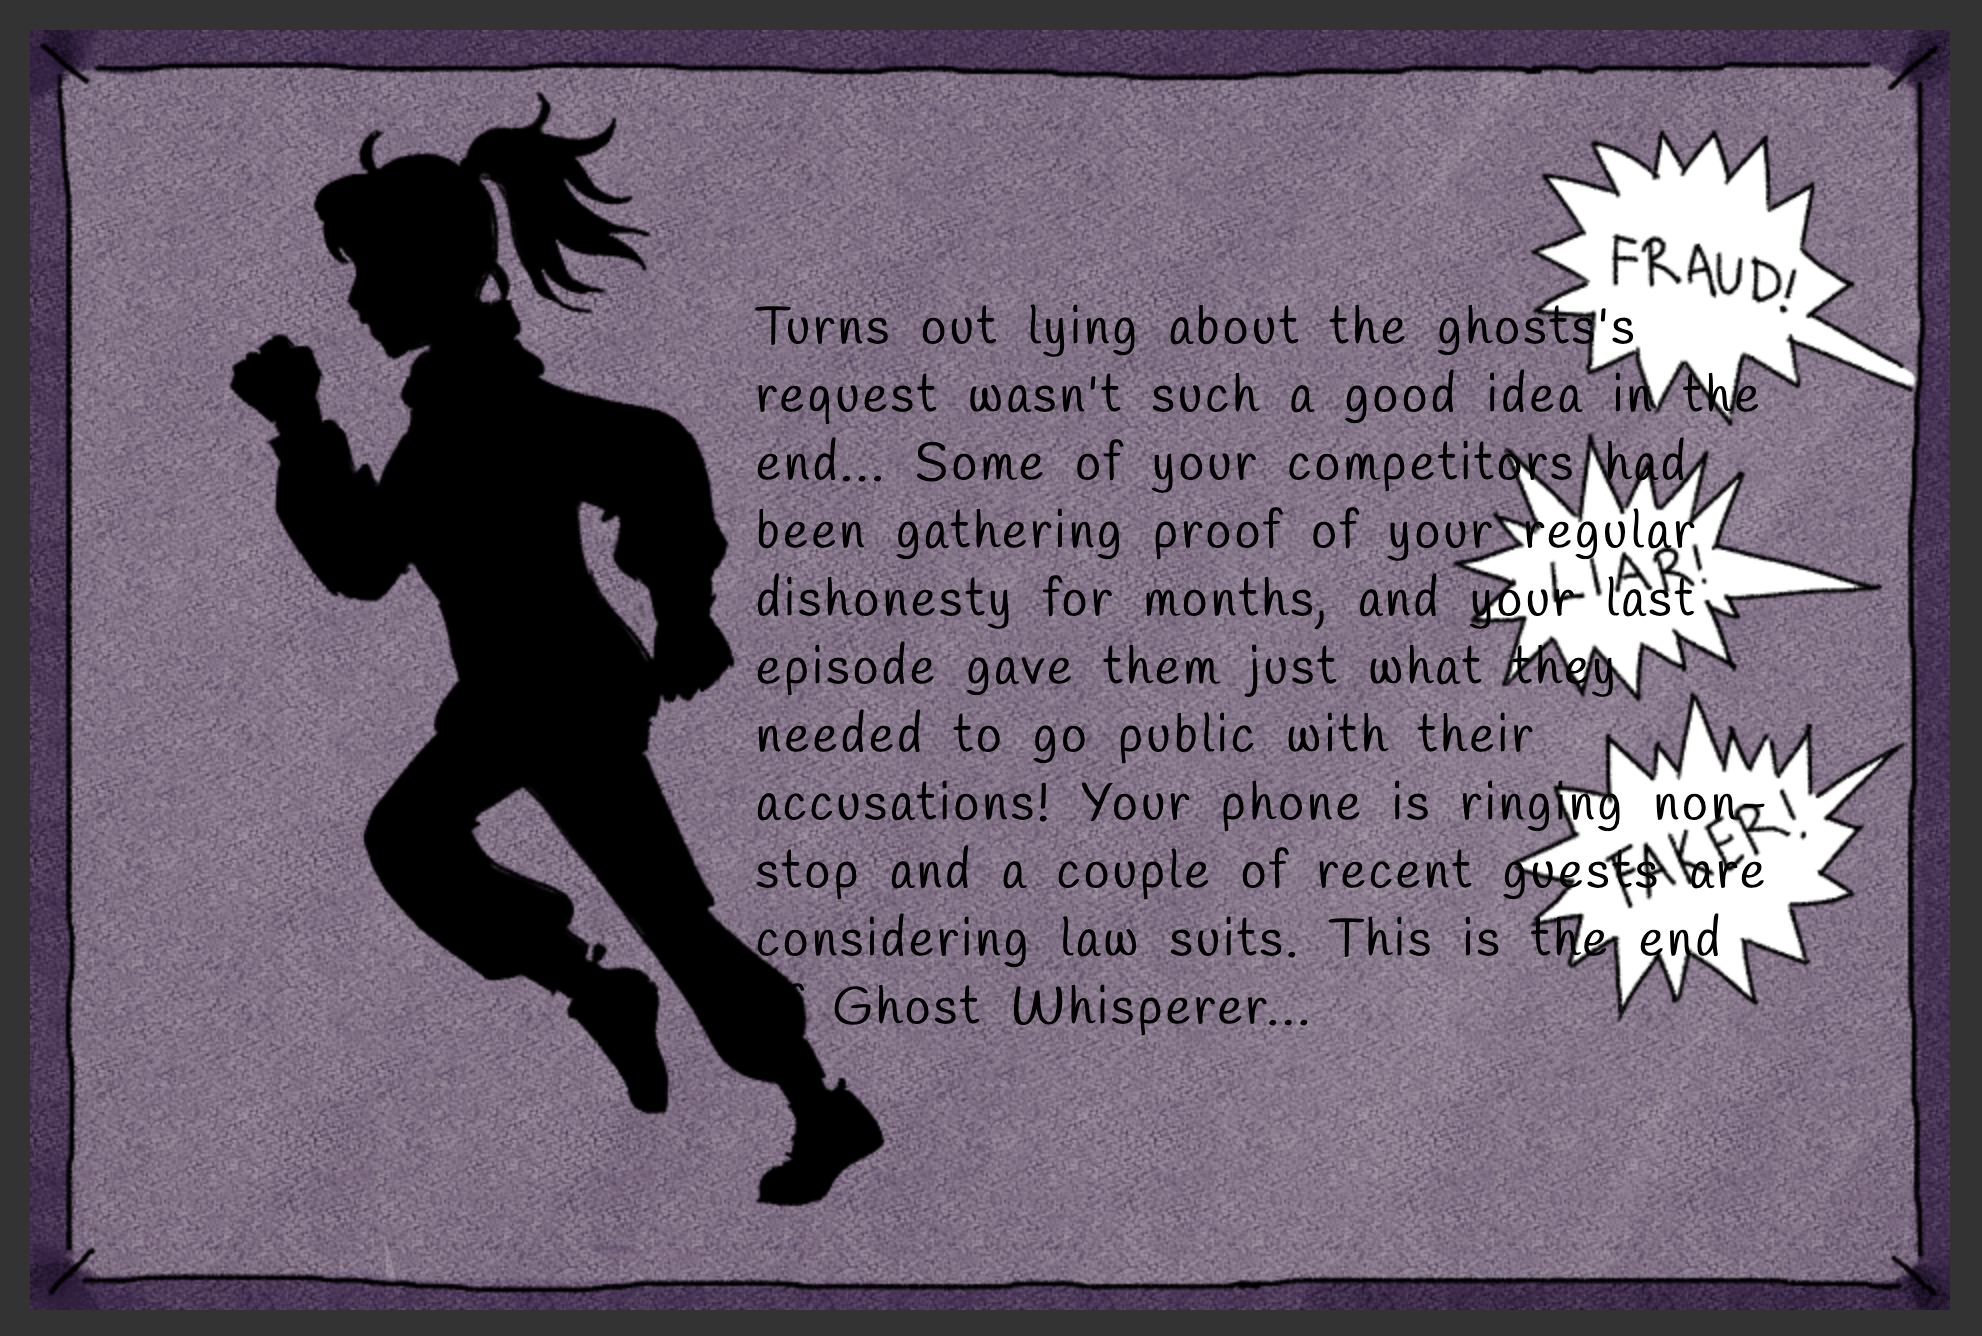 FRAUD!
Turns out lying about the ghosts's
request wasn't such a good idea in the
end... Some of your competitors had
been gathering proof of your regular
LIAR!
dishonesty for months, and your last
episode gave them just what they
needed to go public with their
accusations! Your phone is ringing non-
FAKER!
stop and a couple of recent guests are
considering law suits. This is the end
Ghost Whisperer...